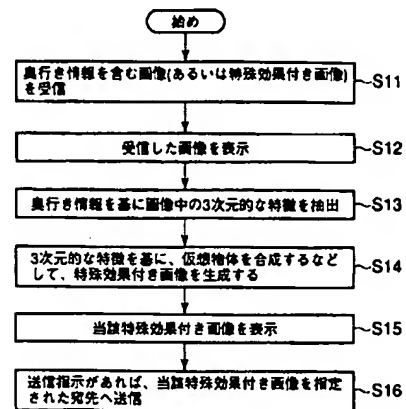 始め
奥行き情報を含む画像(あるいは特殊効果付き画像)
を受信
S11
受信した画像を表示
S12
奥行き情報を基に画像中の3次元的な特徴を抽出
S13
3次元的な特徴を基に、仮想物体を合成するなど
して、特殊効果付き画像を生成する
S14
当該特殊効果付き画像を表示
S15
送信指示があれば、当該特殊効果付き画像を指定
された宛先へ送信
S16